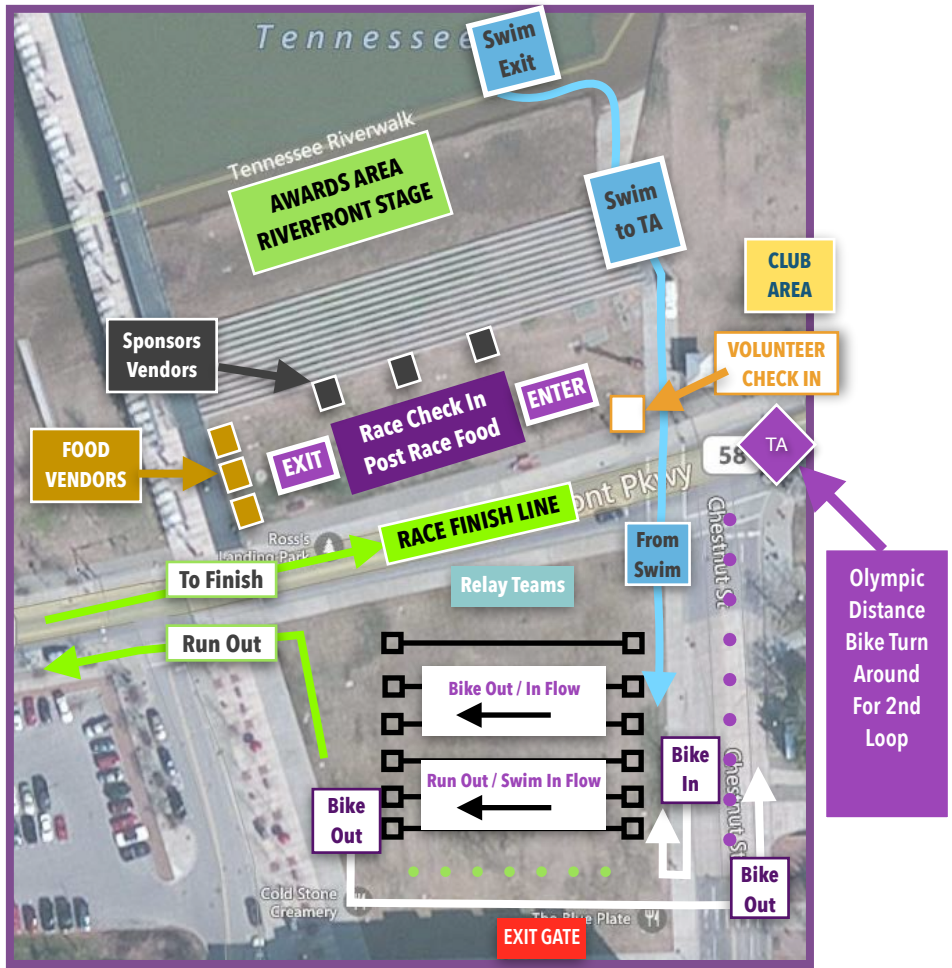 Tennessee
Swim
Exit
Tennessee Riverwalk
AWARDS AREA
RIVERFRONT STAGE
Swim
to TA
CLUB
AREA
Sponsors
Vendors
VOLUNTEER
CHECK IN
ENTER
Race Check In
Post Race Food
EXIT
FOOD
VENDORS
58
TA
ont Pkwy
RACE FINISH LINE
Ross's
Landing Park
Chestnut St
From
Swim
To Finish
Relay Teams
Olympic
Distance
Bike Turn
Around
For 2nd
Loop
Run Out
Bike Out / In Flow
Bike
In
Chestnut St
Run Out / Swim In Flow
Bike
Out
Bike
Out
Cold Stone
Creamery
The Blue Plate
EXIT GATE